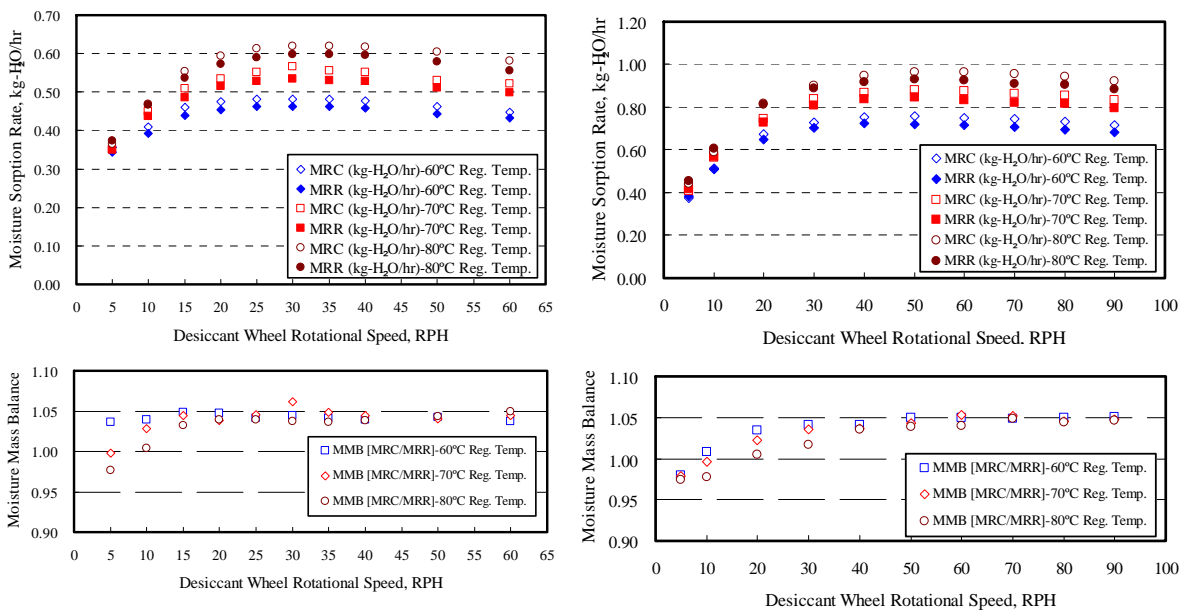 Moisture Sorption Rate, kg-H₂O/hr
0.70
0.60
0.50
0.40
0.30
0.20
0.10
0.00
MRC (kg-H₂O/hr)-60ºC Reg. Temp.
MRR (kg-H₂O/hr)-60ºC Reg. Temp.
MRC (kg-H₂O/hr)-70ºC Reg. Temp.
MRR (kg-H₂O/hr)-70ºC Reg. Temp.
MRC (kg-H₂O/hr)-80ºC Reg. Temp.
MRR (kg-H₂O/hr)-80ºC Reg. Temp.
0 5 10 15 20 25 30 35 40 45 50 55 60 65
Desiccant Wheel Rotational Speed, RPH
Moisture Sorption Rate, kg-H₂O/hr
1.20
1.00
0.80
0.60
0.40
0.20
0.00
MRC (kg-H₂O/hr)-60ºC Reg. Temp.
MRR (kg-H₂O/hr)-60ºC Reg. Temp.
MRC (kg-H₂O/hr)-70ºC Reg. Temp.
MRR (kg-H₂O/hr)-70ºC Reg. Temp.
MRC (kg-H₂O/hr)-80ºC Reg. Temp.
MRR (kg-H₂O/hr)-80ºC Reg. Temp.
0 10 20 30 40 50 60 70 80 90 100
Desiccant Wheel Rotational Speed, RPH
Moisture Mass Balance
1.10
1.05
1.00
0.95
0.90
MMB [MRC/MRR]-60ºC Reg. Temp.
MMB [MRC/MRR]-70ºC Reg. Temp.
MMB [MRC/MRR]-80ºC Reg. Temp.
0 5 10 15 20 25 30 35 40 45 50 55 60 65
Desiccant Wheel Rotational Speed, RPH
Moisture Mass Balance
1.10
1.05
1.00
0.95
0.90
MMB [MRC/MRR]-60ºC Reg. Temp.
MMB [MRC/MRR]-70ºC Reg. Temp.
MMB [MRC/MRR]-80ºC Reg. Temp.
0 10 20 30 40 50 60 70 80 90 100
Desiccant Wheel Rotational Speed, RPH